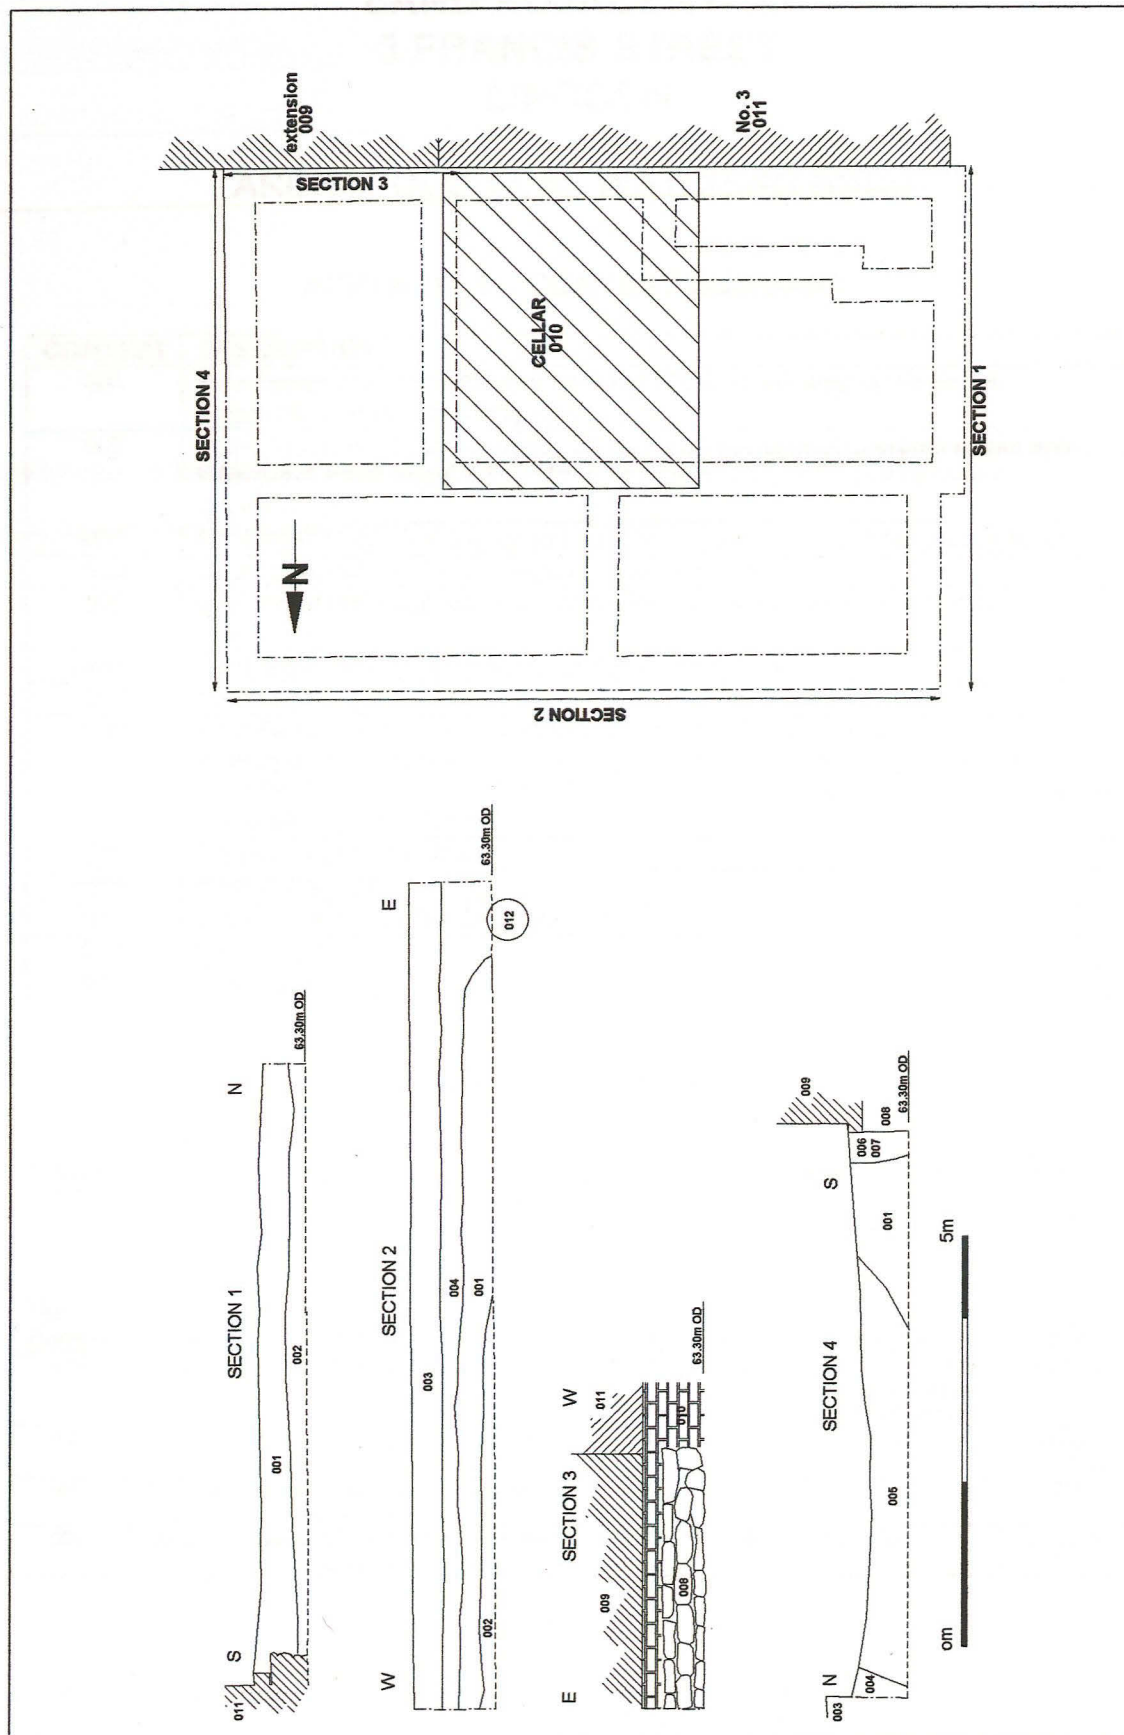 extension
009
No. 3
011
SECTION 3
SECTION 4
CELLAR
010
SECTION 1
N
SECTION 2
S
SECTION 1
N
011
001
002
63.30m OD
W
SECTION 2
E
003
004
001
002
012
63.30m OD
E
SECTION 3
W
009
011
008
010
63.30m OD
N
SECTION 4
S
003
004
005
001
006
007
008
009
63.30m OD
om
5m